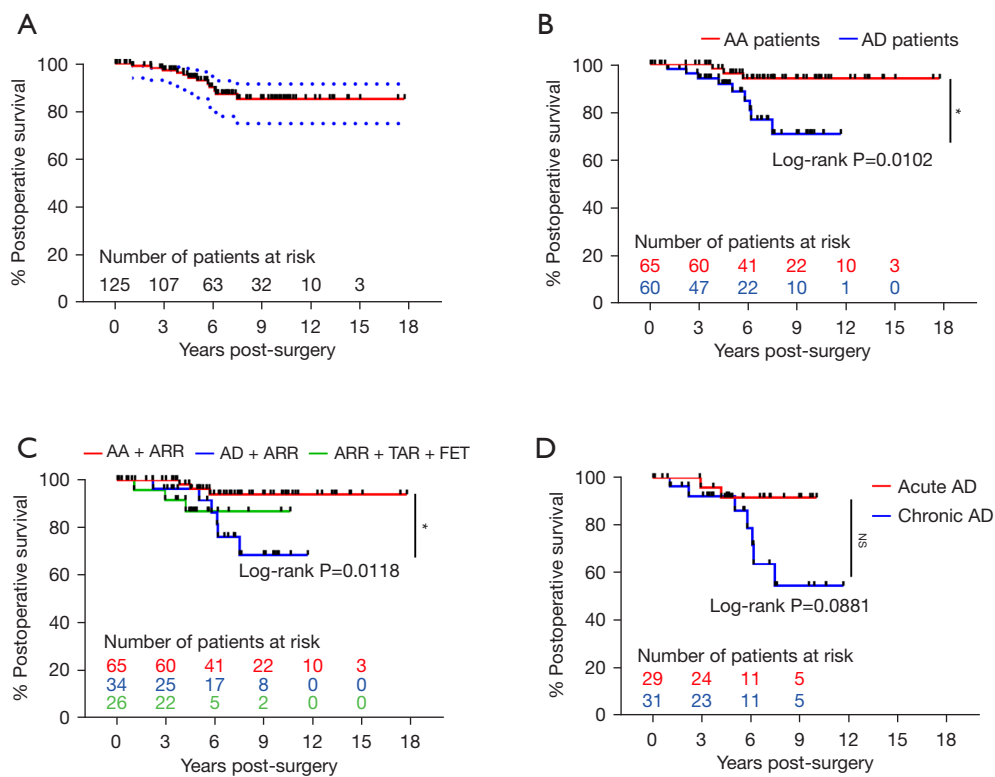 A
% Postoperative survival
100
80
60
40
20
0
Number of patients at risk
125 107 63 32 10 3
0 3 6 9 12 15 18
Years post-surgery
B
AA patients AD patients
% Postoperative survival
100
80
60
40
20
0
*
Log-rank P=0.0102
Number of patients at risk
65 60 41 22 10 3
60 47 22 10 1 0
0 3 6 9 12 15 18
Years post-surgery
C
AA + ARR AD + ARR ARR + TAR + FET
% Postoperative survival
100
80
60
40
20
0
*
Log-rank P=0.0118
Number of patients at risk
65 60 41 22 10 3
34 25 17 8 0 0
26 22 5 2 0 0
0 3 6 9 12 15 18
Years post-surgery
D
% Postoperative survival
100
80
60
40
20
0
Acute AD
Chronic AD
NS
Log-rank P=0.0881
Number of patients at risk
29 24 11 5
31 23 11 5
0 3 6 9 12 15 18
Years post-surgery